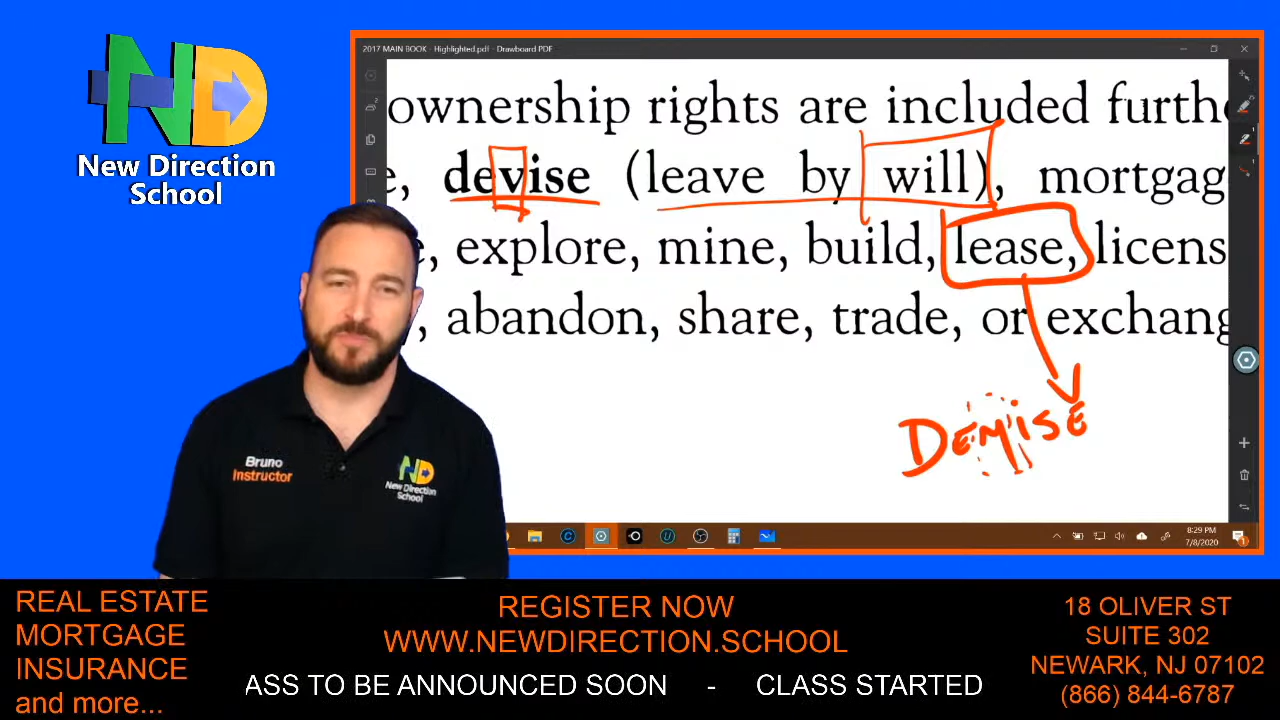 ND
New Direction
School
2017 MAIN BOOK - Highlighted.pdf - Drawboard PDF
ownership rights are included furthe
e, devise (leave by will), mortgag
e, explore, mine, build, lease, licens
, abandon, share, trade, or exchang
DEMISE
Bruno
Instructor
ND
New Direction
School
8:29 PM
7/8/2020
REAL ESTATE
MORTGAGE
INSURANCE
and more...
REGISTER NOW
WWW.NEWDIRECTION.SCHOOL
ASS TO BE ANNOUNCED SOON - CLASS STARTED
18 OLIVER ST
SUITE 302
NEWARK, NJ 07102
(866) 844-6787